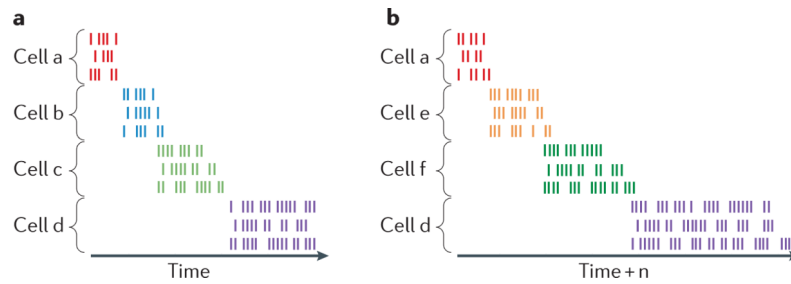 a
Cell a
Cell b
Cell c
Cell d
Time
b
Cell a
Cell e
Cell f
Cell d
Time + n